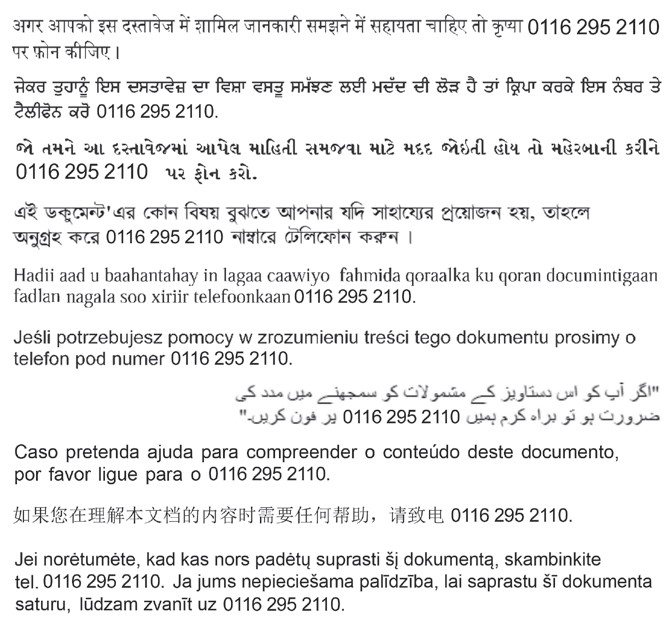 अगर आपको इस दस्तावेज़ में शामिल जानकारी समझने में सहायता चाहिए तो कृप्या 0116 295 2110
पर फ़ोन कीजिए।
ਜੇਕਰ ਤੁਹਾਨੂੰ ਇਸ ਦਸਤਾਵੇਜ਼ ਦਾ ਵਿਸ਼ਾ ਵਸਤੂ ਸਮੱਝਣ ਲਈ ਮਦੱਦ ਦੀ ਲੋੜ ਹੈ ਤਾਂ ਕ੍ਰਿਪਾ ਕਰਕੇ ਇਸ ਨੰਬਰ ਤੇ
ਟੈਲੀਫੋਨ ਕਰੋ 0116 295 2110.
જો તમને આ દસ્તાવેજમાં આપેલ માહિતી સમજવા માટે મદદ જોઇતી હોય તો મહેરબાની કરીને
0116 295 2110 પર ફોન કરો.
এই ডকুমেন্ট'এর কোন বিষয় বুঝতে আপনার যদি সাহায্যের প্রয়োজন হয়, তাহলে
অনুগ্রহ করে 0116 295 2110 নাম্বারে টেলিফোন করুন ।
Hadii aad u baahantahay in lagaa caawiyo fahmida qoraalka ku qoran documintigaan
fadlan nagala soo xiriir telefoonkaan 0116 295 2110.
Jeśli potrzebujesz pomocy w zrozumieniu treści tego dokumentu prosimy o
telefon pod numer 0116 295 2110.
"اگر آپ کو اس دستاویز کے مشمولات کو سمجھنے میں مدد کی
ضرورت ہو تو براہ کرم ہمیں 0116 295 2110 پر فون کریں۔"
Caso pretenda ajuda para compreender o conteúdo deste documento,
por favor ligue para o 0116 295 2110.
如果您在理解本文档的内容时需要任何帮助，请致电 0116 295 2110.
Jei norėtumėte, kad kas nors padėtų suprasti šį dokumentą, skambinkite
tel. 0116 295 2110. Ja jums nepieciešama palīdzība, lai saprastu šī dokumenta
saturu, lūdzam zvanīt uz 0116 295 2110.